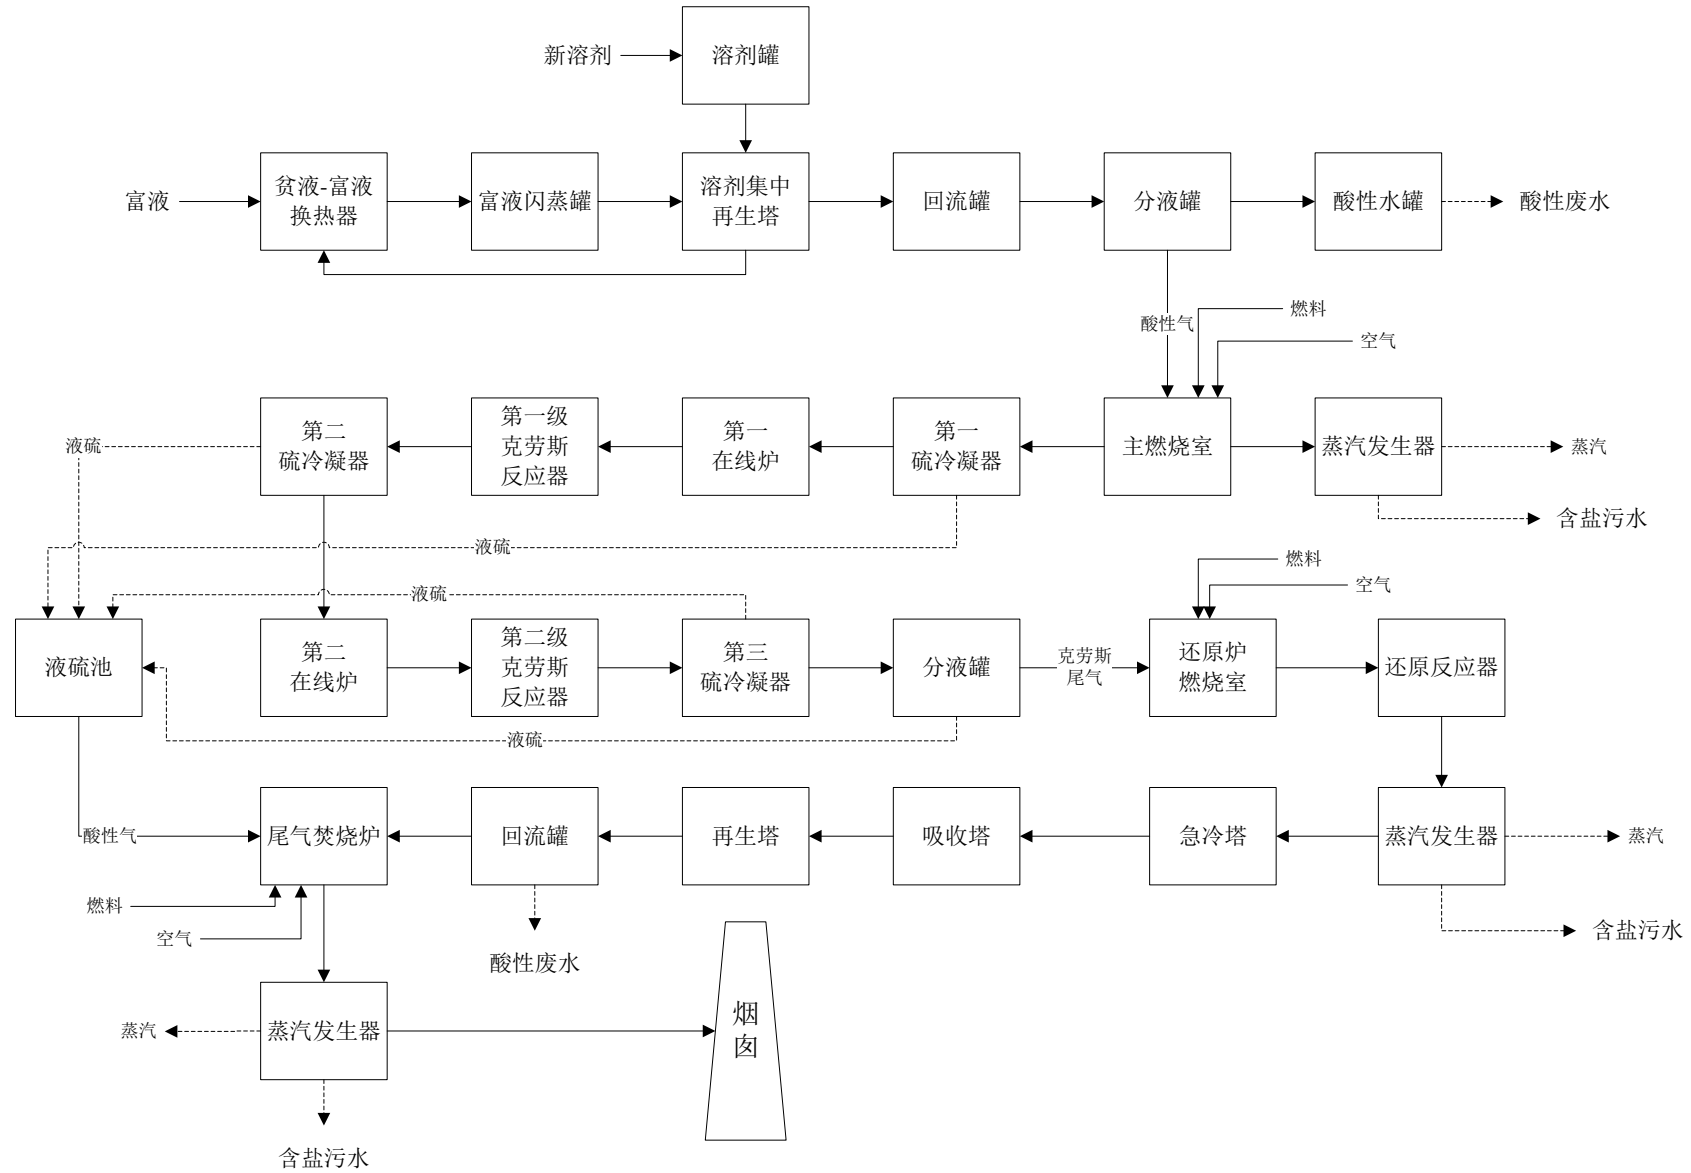 新溶剂
溶剂罐
富液
贫液-富液
换热器
富液闪蒸罐
溶剂集中
再生塔
回流罐
分液罐
酸性水罐
酸性废水
燃料
酸性气
空气
液硫
第二
硫冷凝器
第一级
克劳斯
反应器
第一
在线炉
第一
硫冷凝器
主燃烧室
蒸汽发生器
蒸汽
含盐污水
液硫
燃料
空气
液硫
液硫池
第二
在线炉
第二级
克劳斯
反应器
第三
硫冷凝器
分液罐
克劳斯
尾气
还原炉
燃烧室
还原反应器
液硫
酸性气
尾气焚烧炉
回流罐
再生塔
吸收塔
急冷塔
蒸汽发生器
蒸汽
燃料
空气
含盐污水
酸性废水
蒸汽
蒸汽发生器
烟
囱
含盐污水